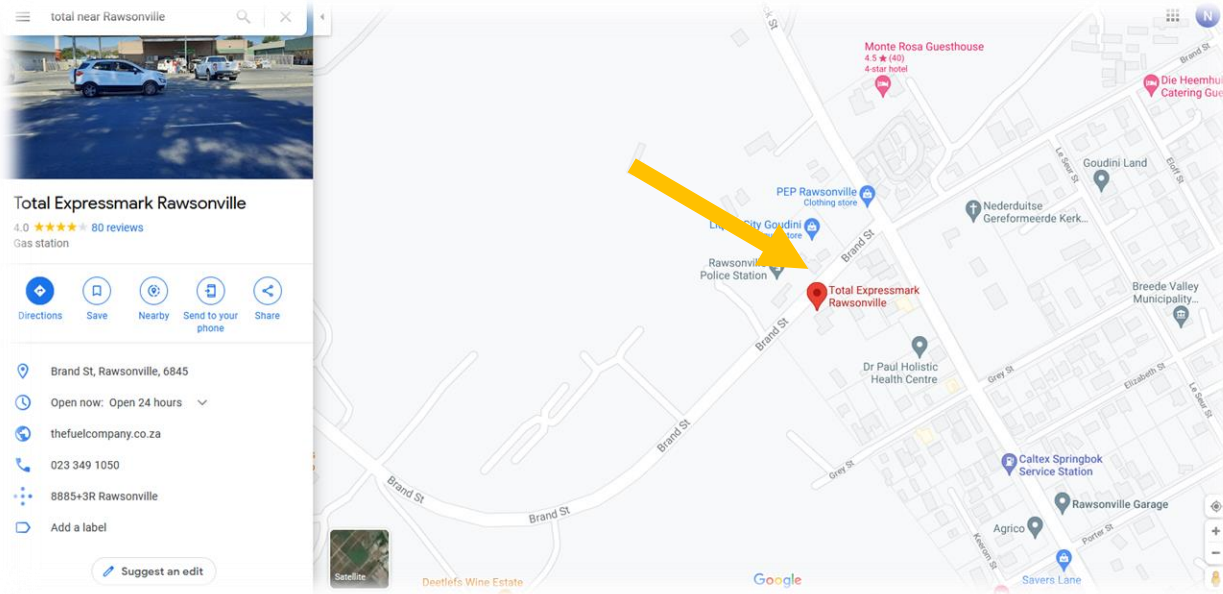 total near Rawsonville
Total Expressmark Rawsonville
4.0 ★★★★★ 80 reviews
Gas station
Directions
Save
Nearby
Send to your
phone
Share
Brand St, Rawsonville, 6845
Open now: Open 24 hours
thefuelcompany.co.za
023 349 1050
8885+3R Rawsonville
Add a label
Suggest an edit
N
ck St
Monte Rosa Guesthouse
4.5 ★ (40)
4-star hotel
Brand St
Die Heemhui
Catering Gue
Le Seur St
Goudini Land
Eloff St
PEP Rawsonville
Clothing store
Nederduitse
Gereformeerde Kerk...
City Goudini
Brand St
Rawsonvil
Police Station
Total Expressmark
Rawsonville
Breede Valley
Municipality...
Brand St
Dr Paul Holistic
Health Centre
Grey St
Elizabeth St
Le Seur St
Brand St
Grey St
Caltex Springbok
Service Station
Brand St
Rawsonville Garage
Brand St
Agrico
Porter St
Keerom St
Satellite
Deetlefs Wine Estate
Google
Savers Lane